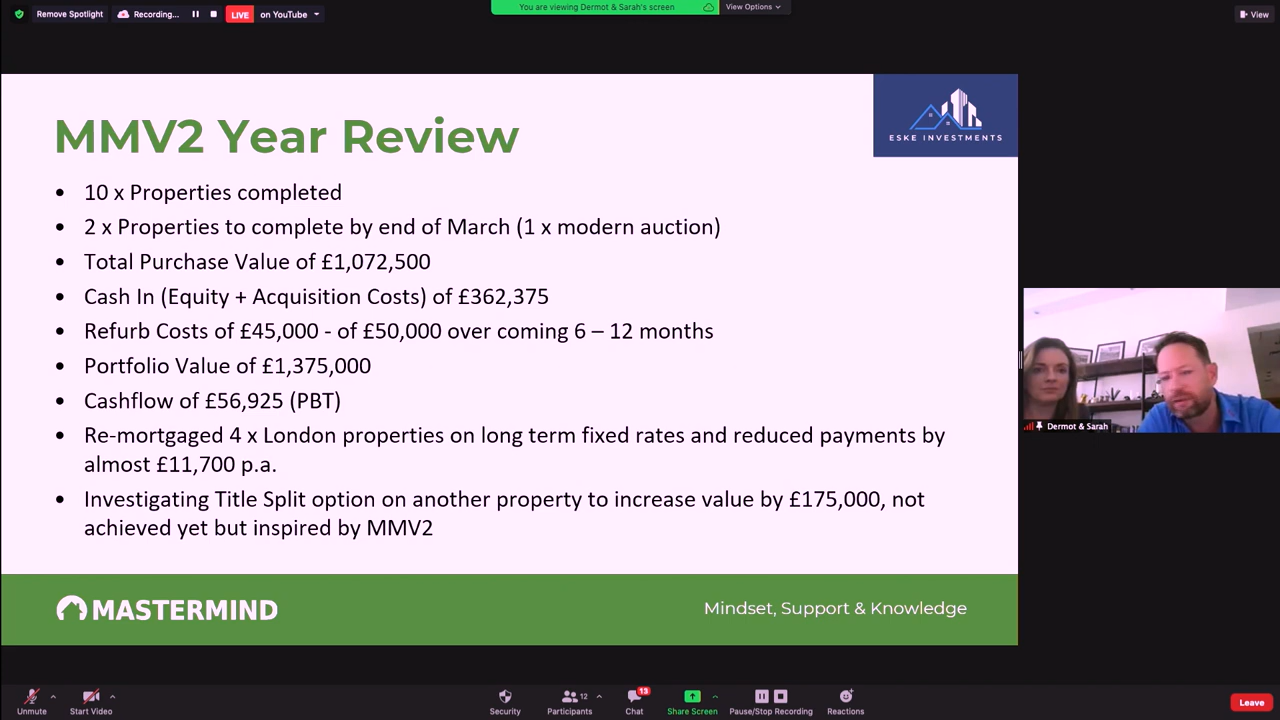 Remove Spotlight
Recording...
LIVE
on YouTube
You are viewing Dermot & Sarah's screen
View Options
View
ESKE INVESTMENTS
MMV2 Year Review
• 10 x Properties completed
• 2 x Properties to complete by end of March (1 x modern auction)
• Total Purchase Value of £1,072,500
• Cash In (Equity + Acquisition Costs) of £362,375
• Refurb Costs of £45,000 - of £50,000 over coming 6 – 12 months
• Portfolio Value of £1,375,000
• Cashflow of £56,925 (PBT)
• Re-mortgaged 4 x London properties on long term fixed rates and reduced payments by
almost £11,700 p.a.
• Investigating Title Split option on another property to increase value by £175,000, not
achieved yet but inspired by MMV2
Dermot & Sarah
MASTERMIND
Mindset, Support & Knowledge
Unmute
Start Video
Security
12
Participants
13
Chat
Share Screen
Pause/Stop Recording
Reactions
Leave